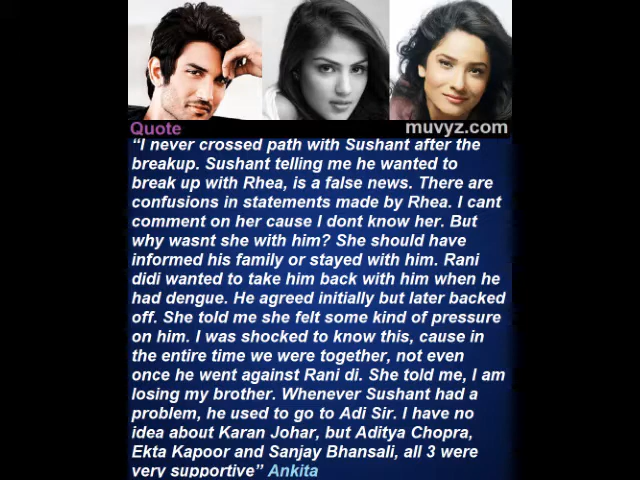 Quote
muvyz.com
“I never crossed path with Sushant after the
breakup. Sushant telling me he wanted to
break up with Rhea, is a false news. There are
confusions in statements made by Rhea. I cant
comment on her cause I dont know her. But
why wasnt she with him? She should have
informed his family or stayed with him. Rani
didi wanted to take him back with him when he
had dengue. He agreed initially but later backed
off. She told me she felt some kind of pressure
on him. I was shocked to know this, cause in
the entire time we were together, not even
once he went against Rani di. She told me, I am
losing my brother. Whenever Sushant had a
problem, he used to go to Adi Sir. I have no
idea about Karan Johar, but Aditya Chopra,
Ekta Kapoor and Sanjay Bhansali, all 3 were
very supportive” Ankita